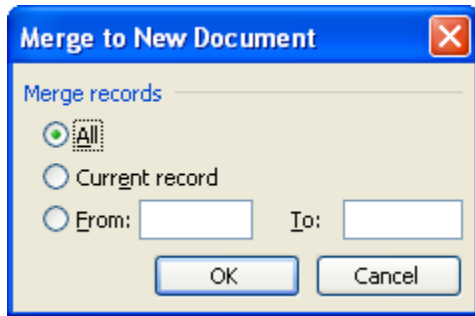 Merge to New Document
Merge records
All
Current record
From: To:
OK Cancel